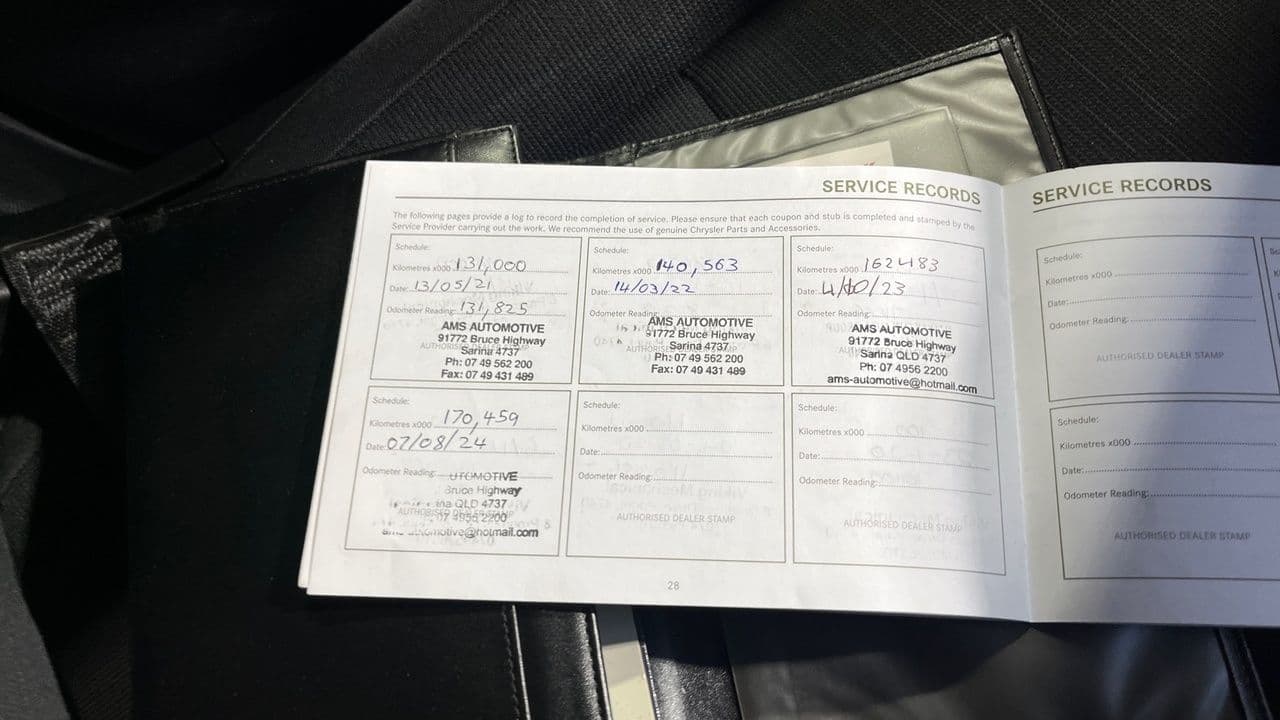 SERVICE RECORDS
The following pages provide a log to record the completion of service. Please ensure that each coupon and stub is completed and stamped by the
Service Provider carrying out the work. We recommend the use of genuine Chrysler Parts and Accessories.
Schedule:
Kilometres x000 131,000
Date: 13/05/21
Odometer Reading: 131,825
AMS AUTOMOTIVE
91772 Bruce Highway
Sarina 4737
Ph: 07 49 562 200
Fax: 07 49 431 489
Schedule:
Kilometres x000 140,563
Date: 14/03/22
Odometer Reading:
AMS AUTOMOTIVE
91772 Bruce Highway
Sarina 4737
Ph: 07 49 562 200
Fax: 07 49 431 489
Schedule:
Kilometres x000 162483
Date: 4/10/23
Odometer Reading:
AMS AUTOMOTIVE
91772 Bruce Highway
Sarina QLD 4737
Ph: 07 4956 2200
ams-automotive@hotmail.com
Schedule:
Kilometres x000 170,459
Date: 07/08/24
Odometer Reading:
UTOMOTIVE
Bruce Highway
ina QLD 4737
AUTHORISED DEALER STAMP
07 4956 2200
automotive@hotmail.com
Schedule:
Kilometres x000
Date:
Odometer Reading:
AUTHORISED DEALER STAMP
Schedule:
Kilometres x000
Date:
Odometer Reading:
AUTHORISED DEALER STAMP
28
SERVICE RECORDS
Schedule:
Kilometres x000
Date:
Odometer Reading:
AUTHORISED DEALER STAMP
Schedule:
Kilometres x000
Date:
Odometer Reading:
AUTHORISED DEALER STAMP